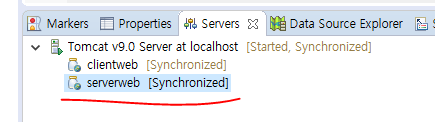 Markers Properties Servers Data Source Explorer
Tomcat v9.0 Server at localhost [Started, Synchronized]
clientweb [Synchronized]
serverweb [Synchronized]